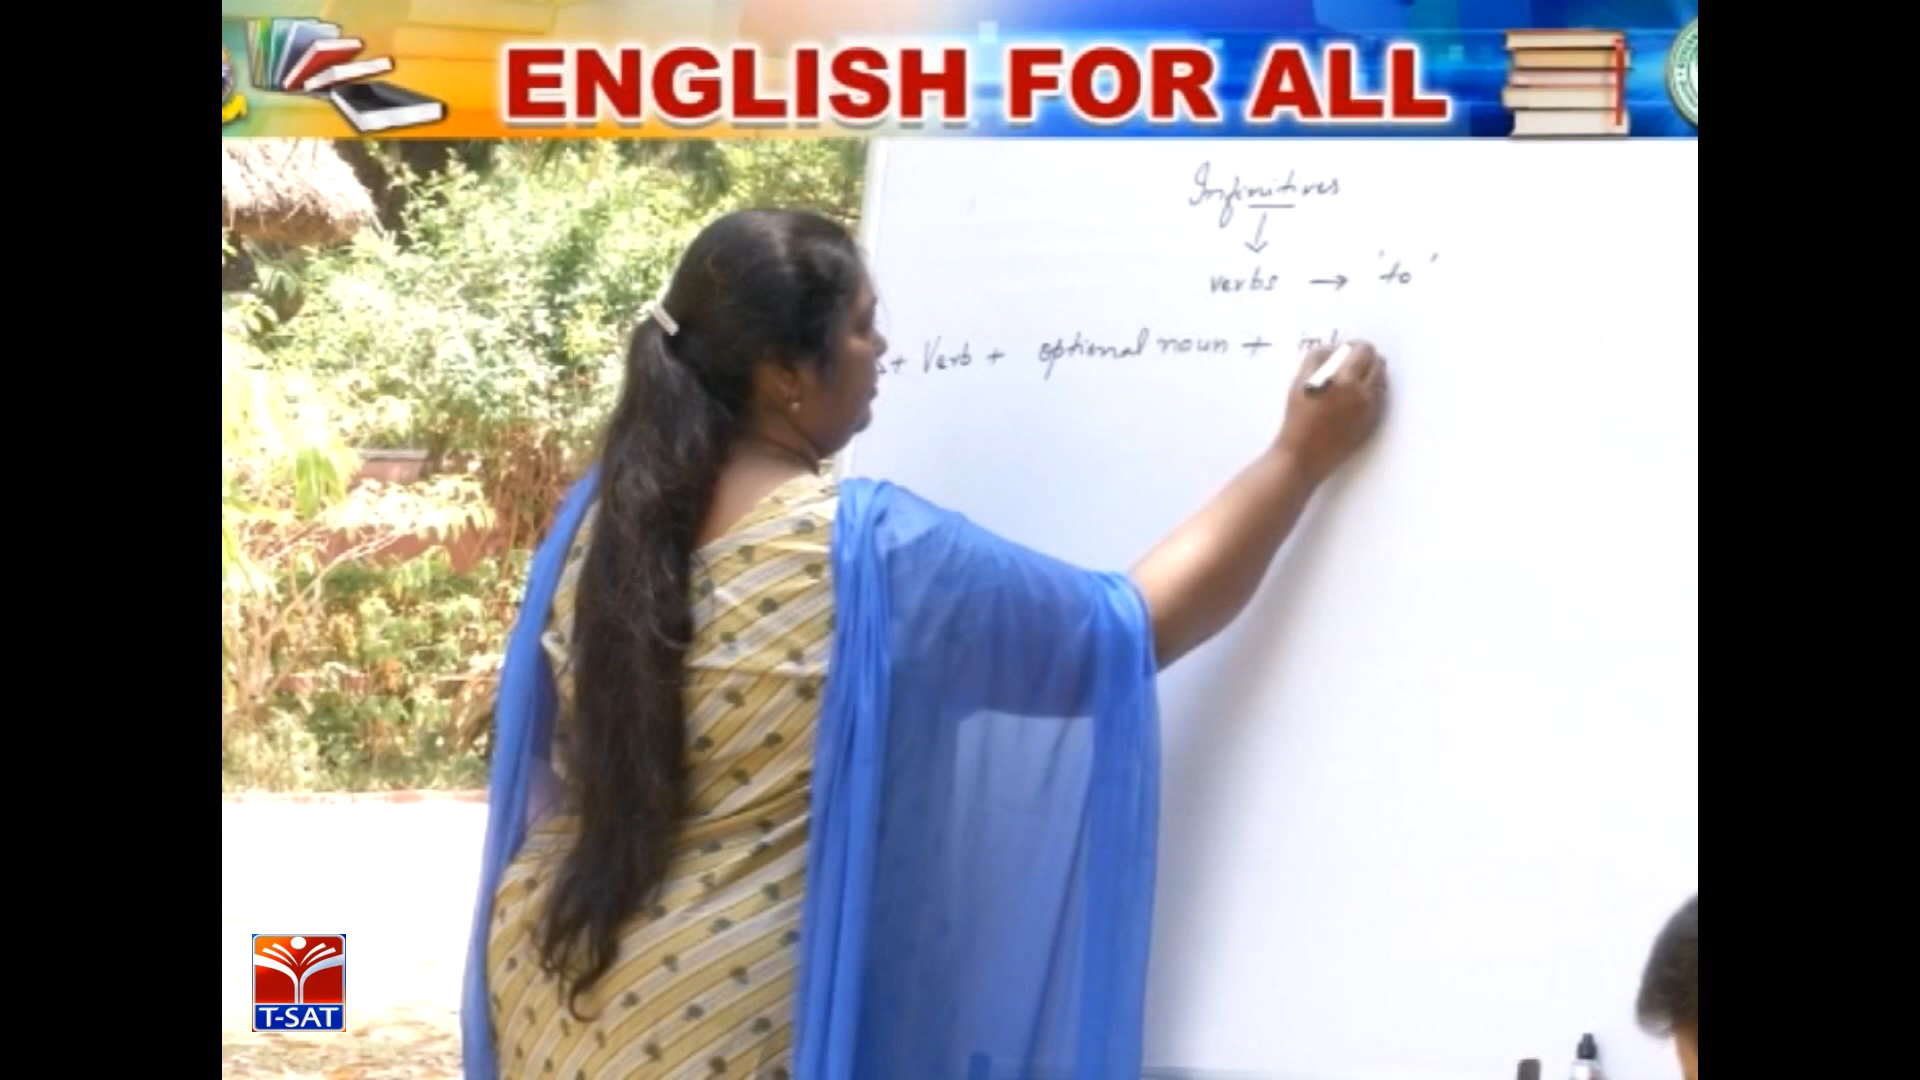 ENGLISH FOR ALL
Infinitives
verbs → 'to'
+ Verb + optional noun +
T-SAT